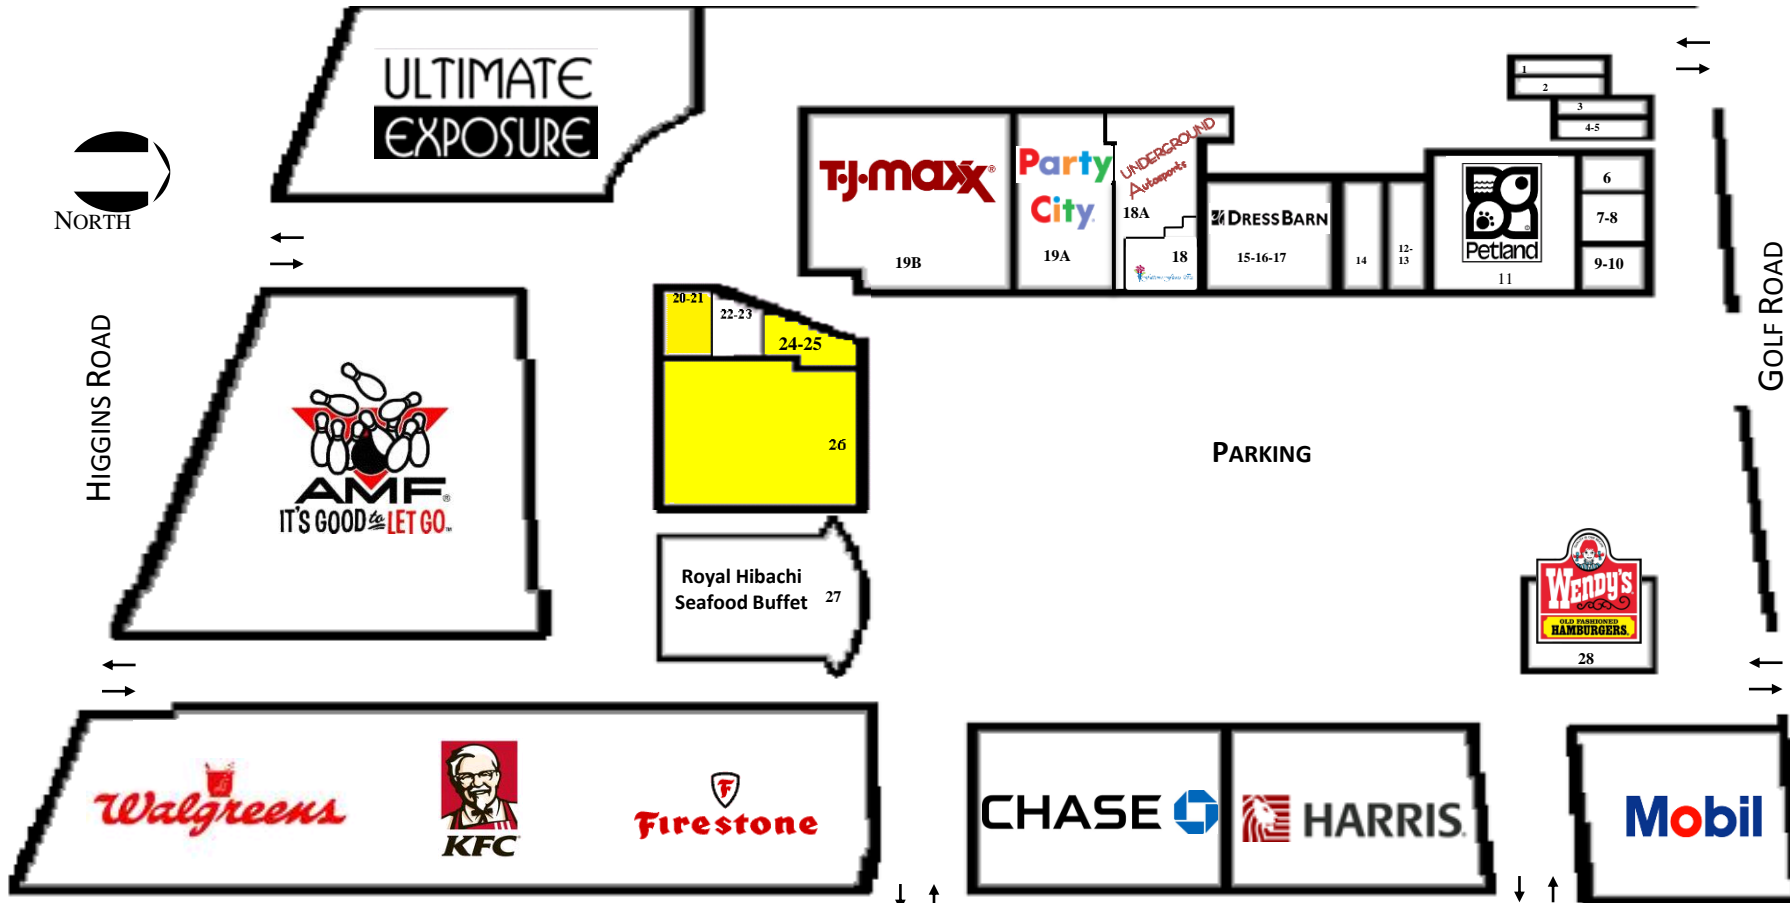 ULTIMATE
EXPOSURE
NORTH
HIGGINS ROAD
GOLF ROAD
1
2
3
4-5
6
7-8
9-10
T·J·maxx®
19B
Party
City
19A
UNDERGROUND
Autosports
18A
18
DRESSBARN
15-16-17
14
12-
13
Petland
11
20-21
22-23
24-25
26
PARKING
AMF®
IT'S GOOD to LET GO
Royal Hibachi
Seafood Buffet
27
WENDY'S
OLD FASHIONED
HAMBURGERS.
28
Walgreens
KFC
F
Firestone
CHASE
HARRIS
Mobil